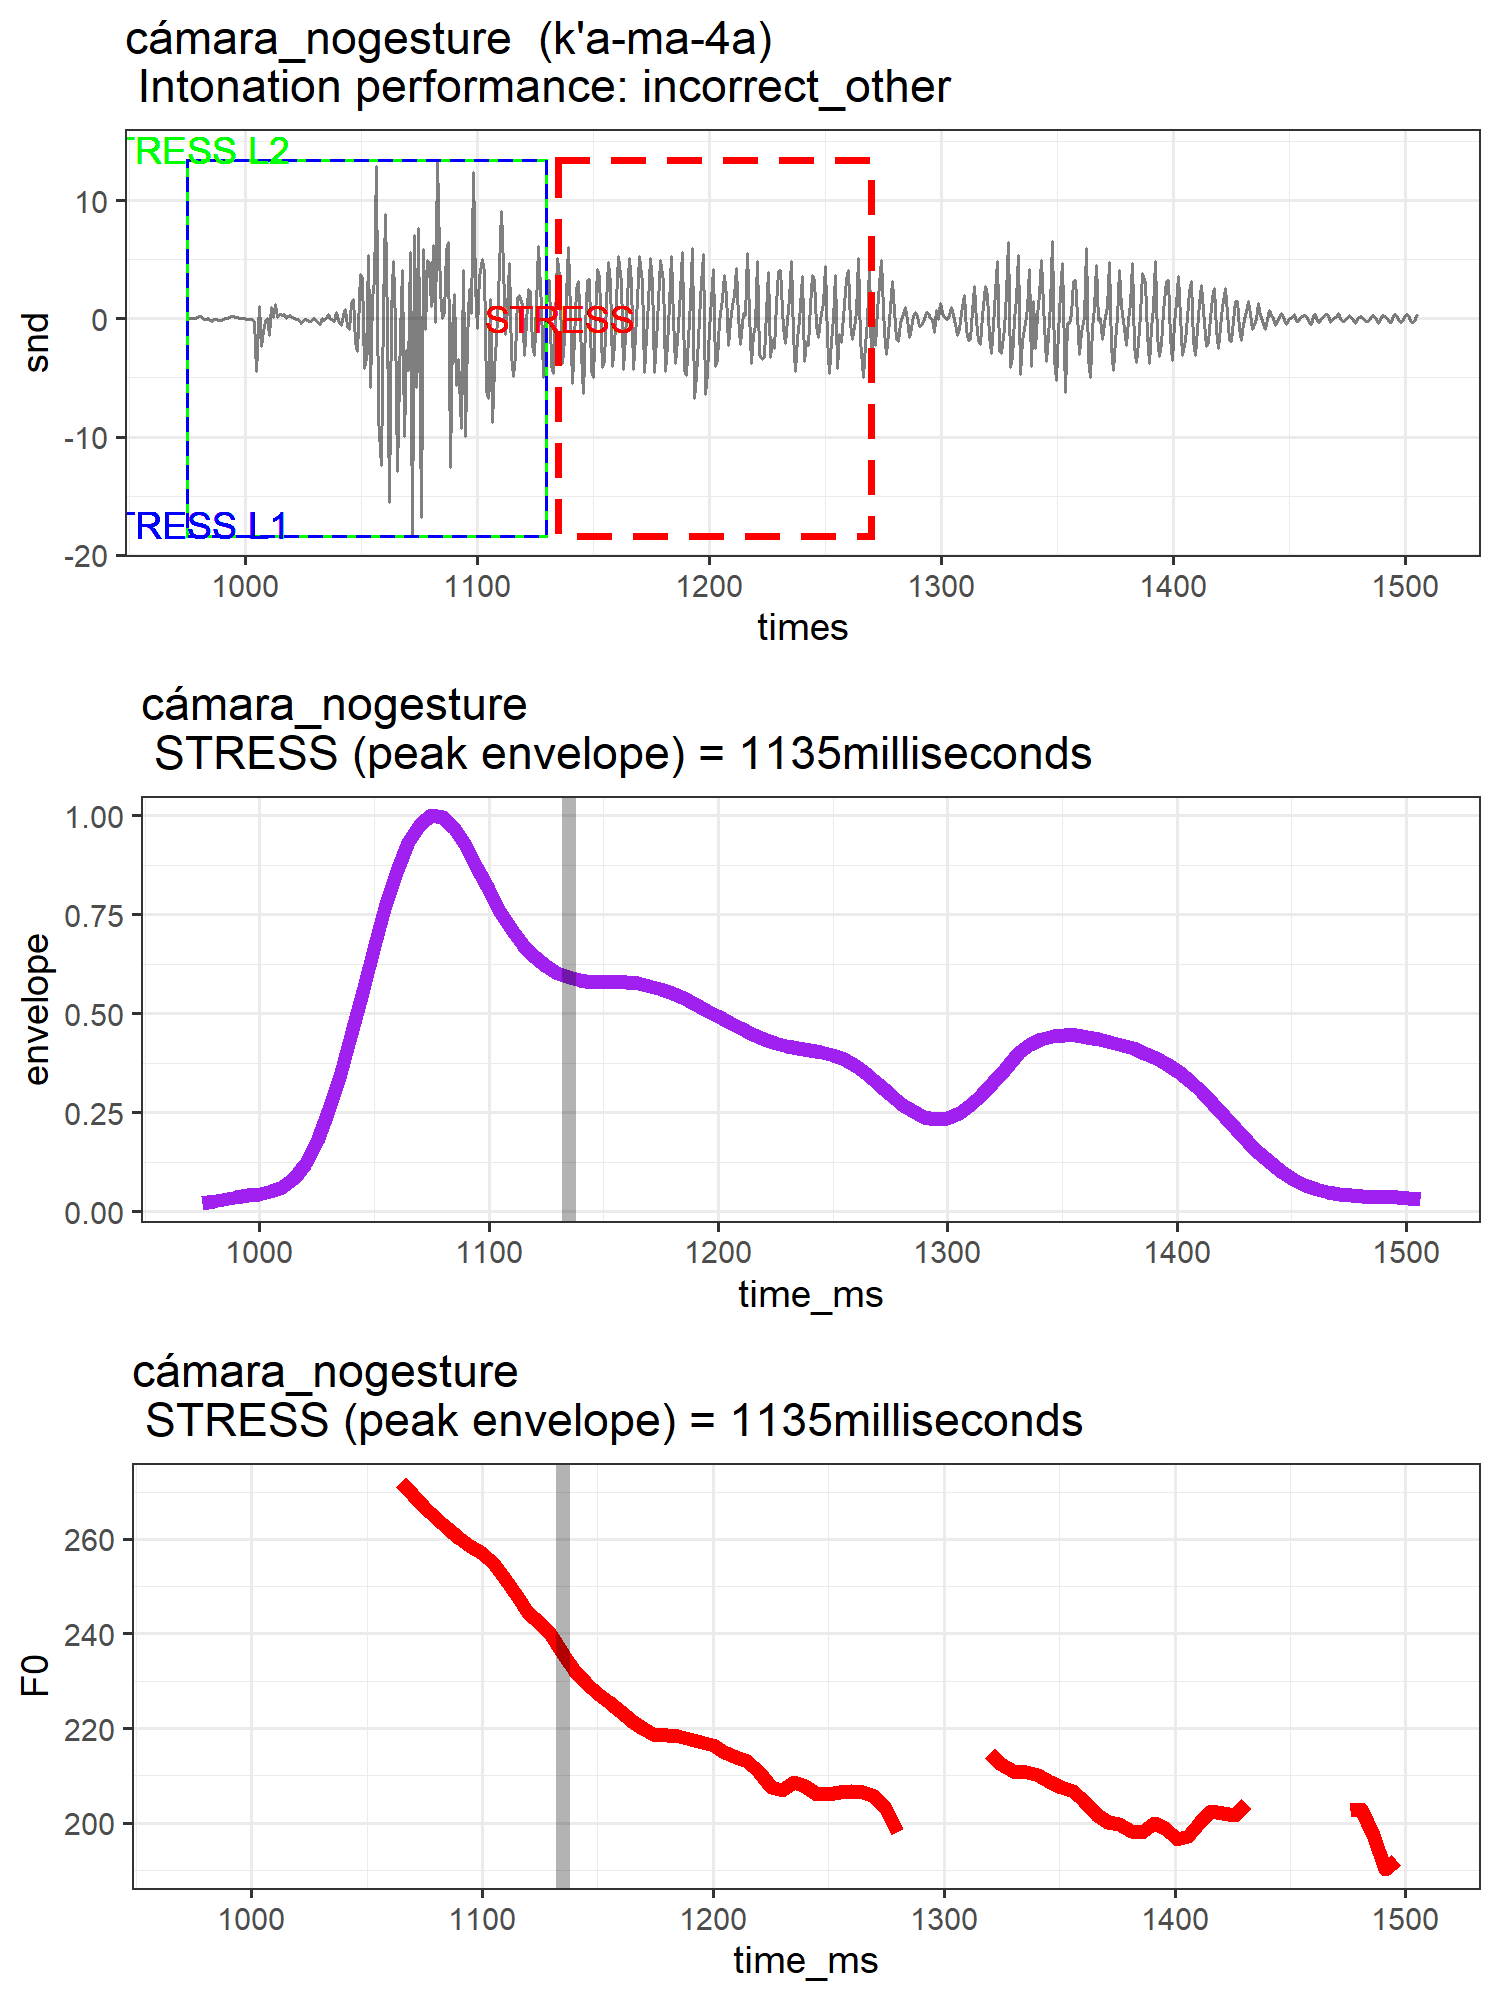 cámara_nogesture (k'a-ma-4a)
Intonation performance: incorrect_other
TRESS L2
10
0
-10
-20
snd
STRESS
TRESS L1
1000 1100 1200 1300 1400 1500
times
cámara_nogesture
STRESS (peak envelope) = 1135milliseconds
1.00
0.75
0.50
0.25
0.00
envelope
1000 1100 1200 1300 1400 1500
time_ms
cámara_nogesture
STRESS (peak envelope) = 1135milliseconds
260
240
220
200
F0
1000 1100 1200 1300 1400 1500
time_ms